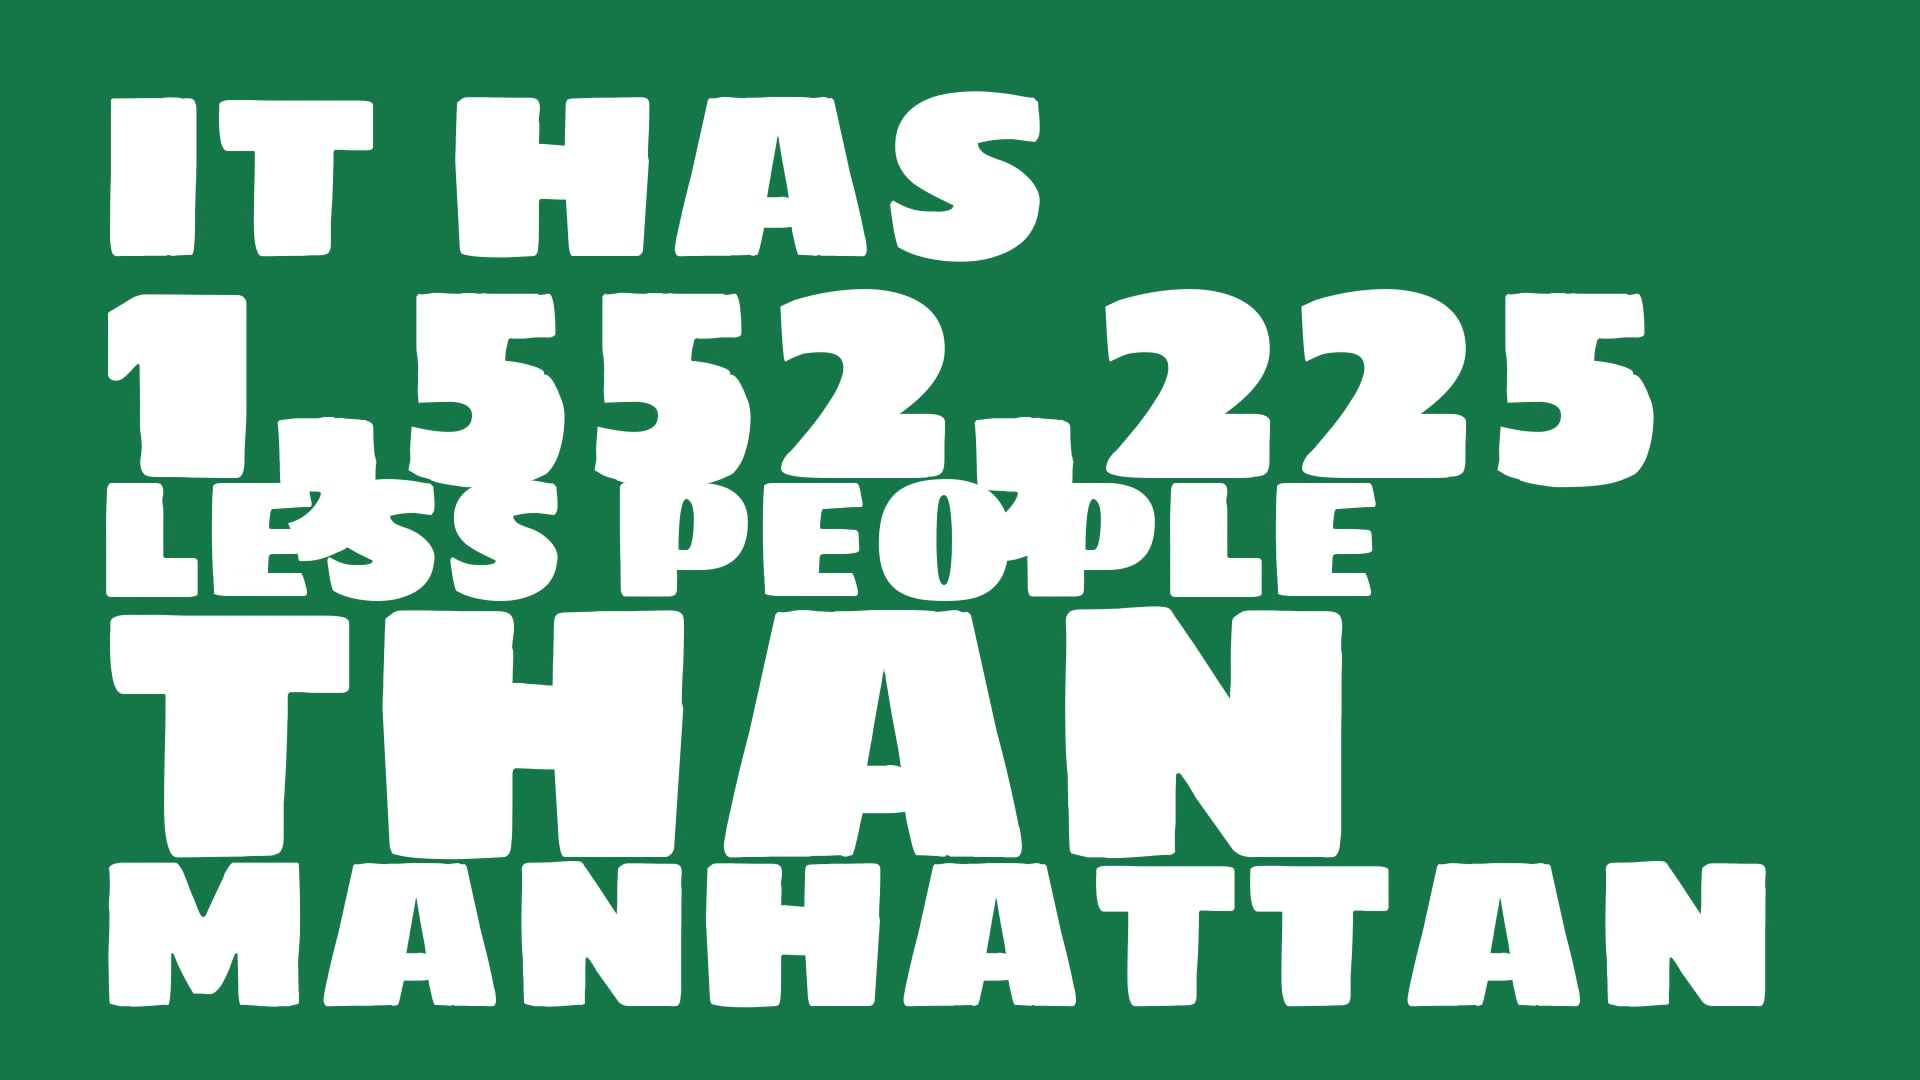 IT HAS
1,552,225
LESS PEOPLE
THAN
MANHATTAN